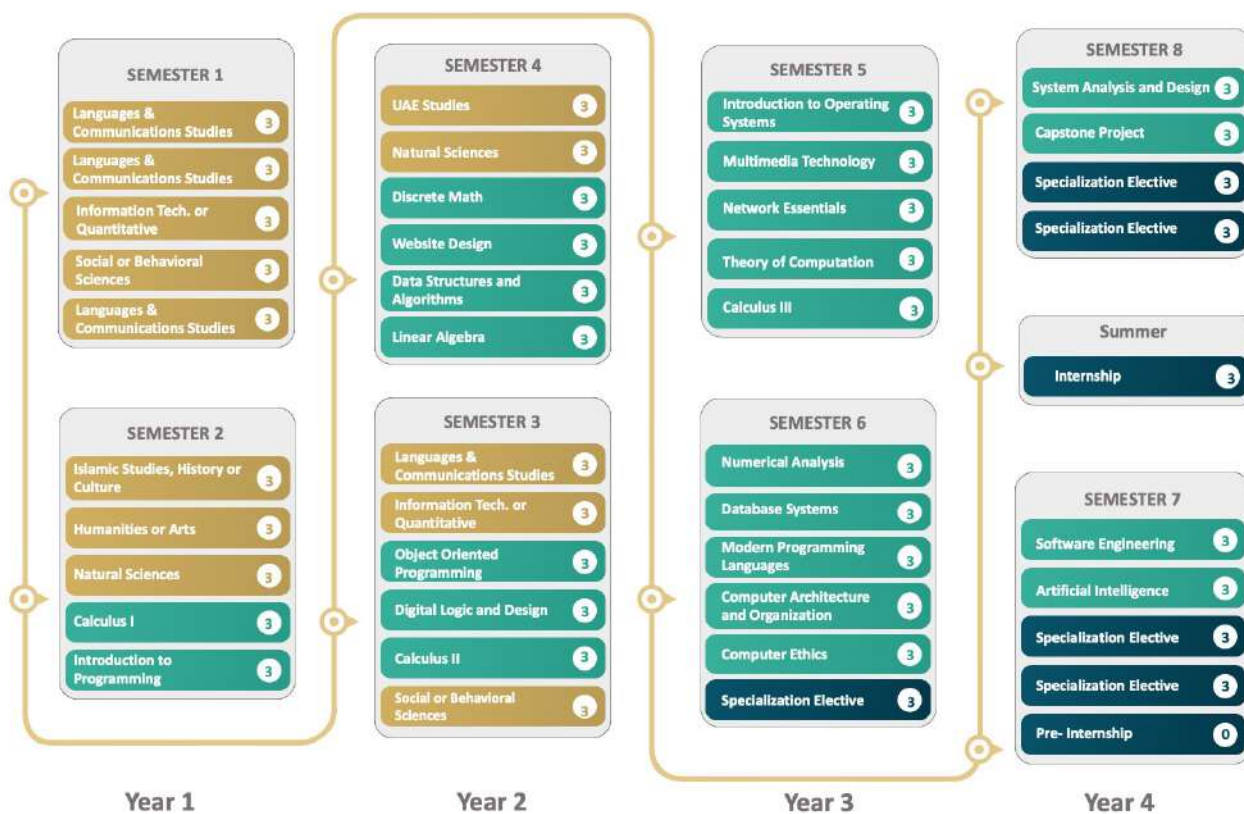 SEMESTER 1
Languages &
Communications Studies
3
Languages &
Communications Studies
3
Information Tech. or
Quantitative
3
Social or Behavioral
Sciences
3
Languages &
Communications Studies
3
SEMESTER 2
Islamic Studies, History or
Culture
3
Humanities or Arts
3
Natural Sciences
3
Calculus I
3
Introduction to
Programming
3
Year 1
SEMESTER 4
UAE Studies
3
Natural Sciences
3
Discrete Math
3
Website Design
3
Data Structures and
Algorithms
3
Linear Algebra
3
SEMESTER 3
Languages &
Communications Studies
3
Information Tech. or
Quantitative
3
Object Oriented
Programming
3
Digital Logic and Design
3
Calculus II
3
Social or Behavioral
Sciences
3
Year 2
SEMESTER 5
Introduction to Operating
Systems
3
Multimedia Technology
3
Network Essentials
3
Theory of Computation
3
Calculus III
3
SEMESTER 6
Numerical Analysis
3
Database Systems
3
Modern Programming
Languages
3
Computer Architecture
and Organization
3
Computer Ethics
3
Specialization Elective
3
Year 3
SEMESTER 8
System Analysis and Design
3
Capstone Project
3
Specialization Elective
3
Specialization Elective
3
Summer
Internship
3
SEMESTER 7
Software Engineering
3
Artificial Intelligence
3
Specialization Elective
3
Specialization Elective
3
Pre- Internship
0
Year 4